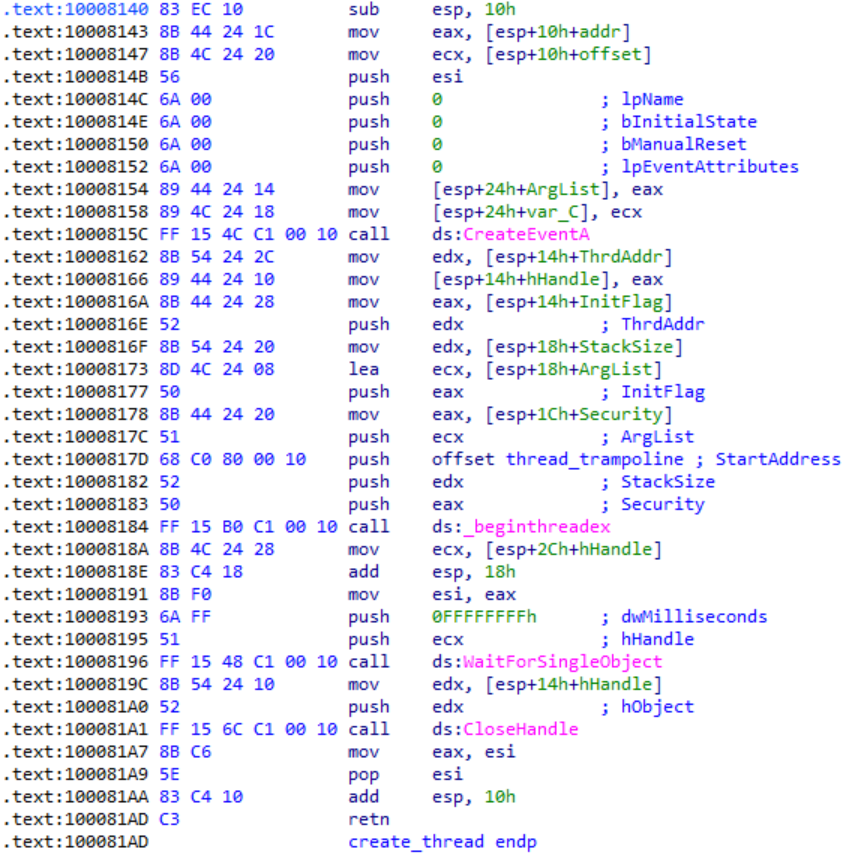 .text:10008140 83 EC 10 sub esp, 10h
.text:10008143 8B 44 24 1C mov eax, [esp+10h+addr]
.text:10008147 8B 4C 24 20 mov ecx, [esp+10h+offset]
.text:1000814B 56 push esi
.text:1000814C 6A 00 push 0 ; lpName
.text:1000814E 6A 00 push 0 ; bInitialState
.text:10008150 6A 00 push 0 ; bManualReset
.text:10008152 6A 00 push 0 ; lpEventAttributes
.text:10008154 89 44 24 14 mov [esp+24h+ArgList], eax
.text:10008158 89 4C 24 18 mov [esp+24h+var_C], ecx
.text:1000815C FF 15 4C C1 00 10 call ds:CreateEventA
.text:10008162 8B 54 24 2C mov edx, [esp+14h+ThrdAddr]
.text:10008166 89 44 24 10 mov [esp+14h+hHandle], eax
.text:1000816A 8B 44 24 28 mov eax, [esp+14h+InitFlag]
.text:1000816E 52 push edx ; ThrdAddr
.text:1000816F 8B 54 24 20 mov edx, [esp+18h+StackSize]
.text:10008173 8D 4C 24 08 lea ecx, [esp+18h+ArgList]
.text:10008177 50 push eax ; InitFlag
.text:10008178 8B 44 24 20 mov eax, [esp+1Ch+Security]
.text:1000817C 51 push ecx ; ArgList
.text:1000817D 68 C0 80 00 10 push offset thread_trampoline ; StartAddress
.text:10008182 52 push edx ; StackSize
.text:10008183 50 push eax ; Security
.text:10008184 FF 15 B0 C1 00 10 call ds:_beginthreadex
.text:1000818A 8B 4C 24 28 mov ecx, [esp+2Ch+hHandle]
.text:1000818E 83 C4 18 add esp, 18h
.text:10008191 8B F0 mov esi, eax
.text:10008193 6A FF push 0FFFFFFFFh ; dwMilliseconds
.text:10008195 51 push ecx ; hHandle
.text:10008196 FF 15 48 C1 00 10 call ds:WaitForSingleObject
.text:1000819C 8B 54 24 10 mov edx, [esp+14h+hHandle]
.text:100081A0 52 push edx ; hObject
.text:100081A1 FF 15 6C C1 00 10 call ds:CloseHandle
.text:100081A7 8B C6 mov eax, esi
.text:100081A9 5E pop esi
.text:100081AA 83 C4 10 add esp, 10h
.text:100081AD C3 retn
.text:100081AD create_thread endp